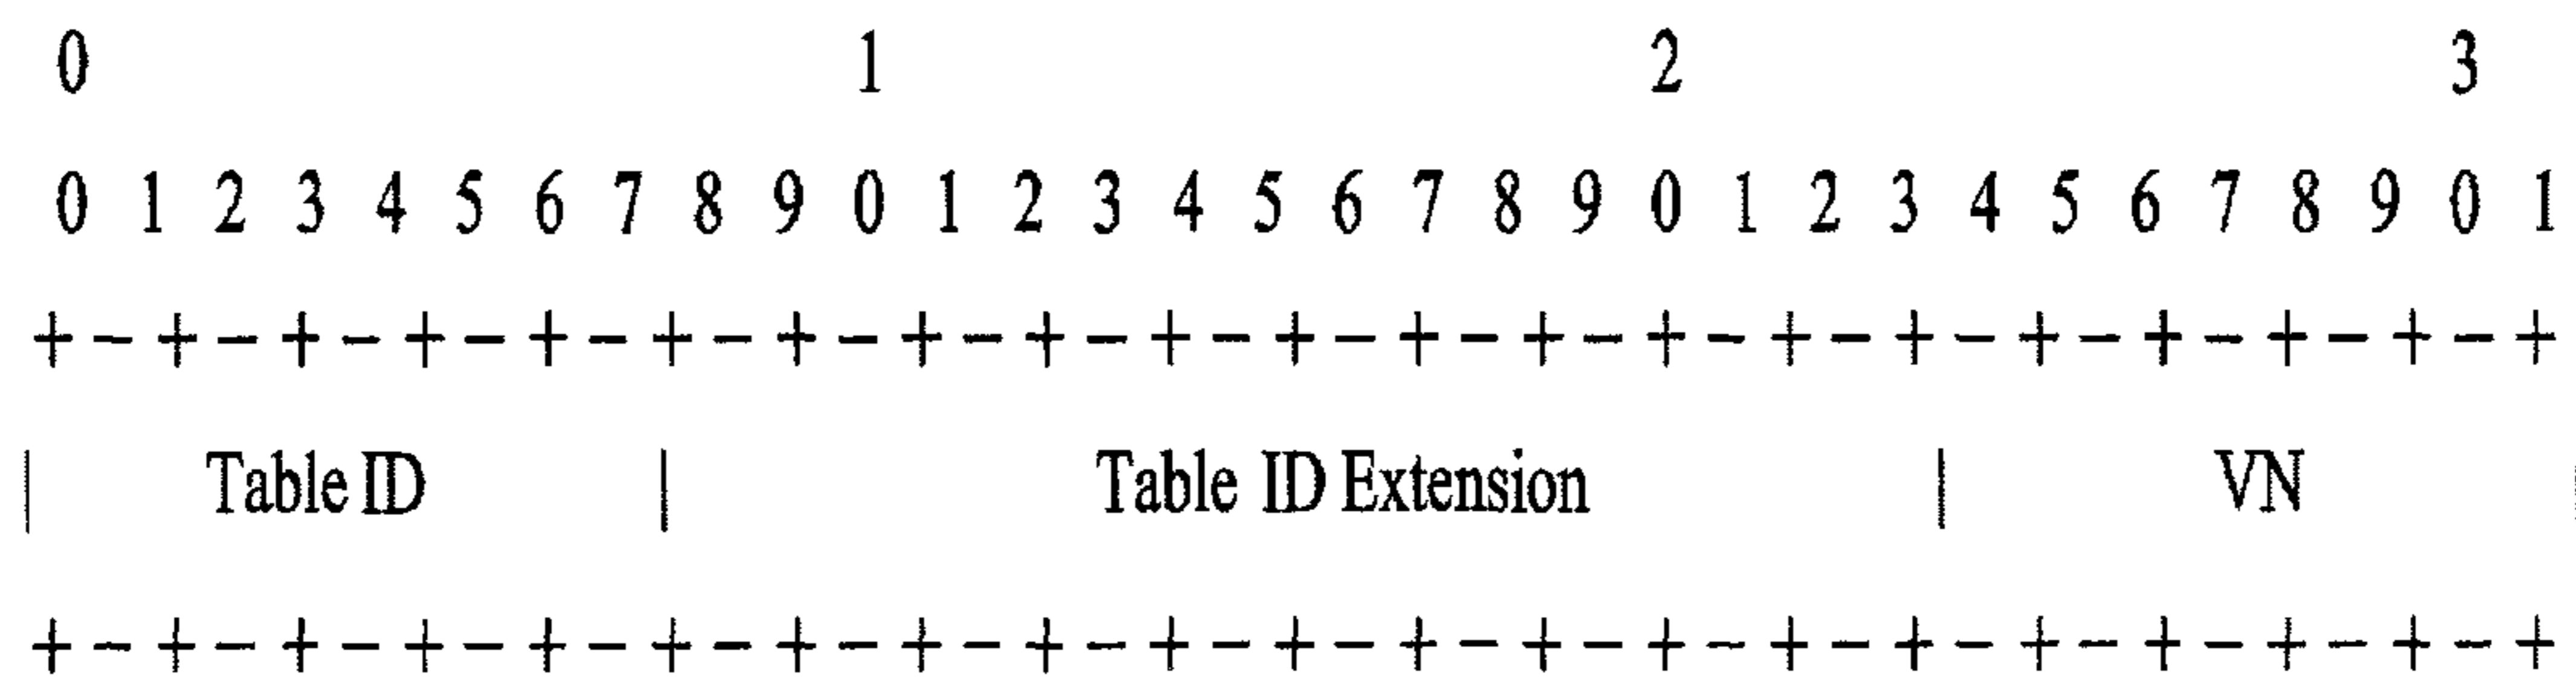 0 1 2 3
0 1 2 3 4 5 6 7 8 9 0 1 2 3 4 5 6 7 8 9 0 1 2 3 4 5 6 7 8 9 0 1
+-+-+-+-+-+-+-+-+-+-+-+-+-+-+-+-+-+-+-+-+
| Table ID | Table ID Extension | VN |
+-+-+-+-+-+-+-+-+-+-+-+-+-+-+-+-+-+-+-+-+